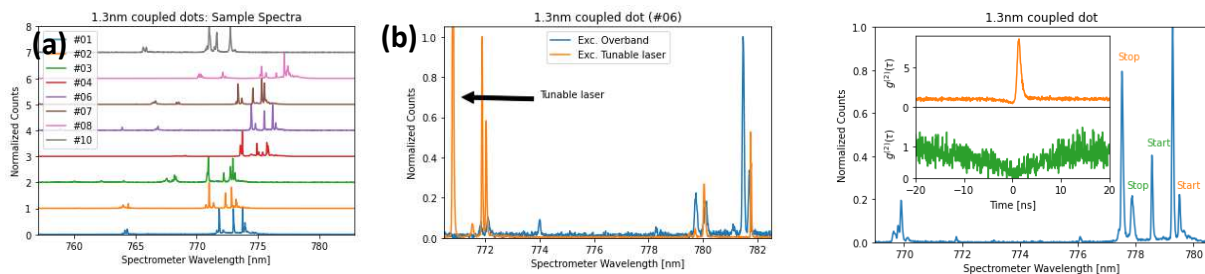 1.3nm coupled dots: Sample Spectra
(a)
#01
#02
#03
#04
#06
#07
#08
#10
Normalized Counts
8
7
6
5
4
3
2
1
0
760
765
770
775
780
Spectrometer Wavelength [nm]
1.3nm coupled dot (#06)
(b)
Exc. Overband
Exc. Tunable laser
Tunable laser
Normalized Counts
1.0
0.8
0.6
0.4
0.2
0.0
772
774
776
778
780
782
Spectrometer Wavelength [nm]
1.3nm coupled dot
Normalized Counts
1.0
0.8
0.6
0.4
0.2
0.0
g(2)(τ)
5
0
g(2)(τ)
1
0
−20
−10
0
10
20
Time [ns]
Stop
Stop
Start
Start
770
772
774
776
778
780
Spectrometer Wavelength [nm]